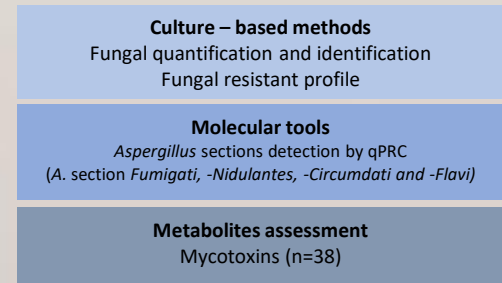 Culture – based methods
Fungal quantification and identification
Fungal resistant profile
Molecular tools
Aspergillus sections detection by qPRC
(A. section Fumigati, -Nidulantes, -Circumdati and -Flavi)
Metabolites assessment
Mycotoxins (n=38)